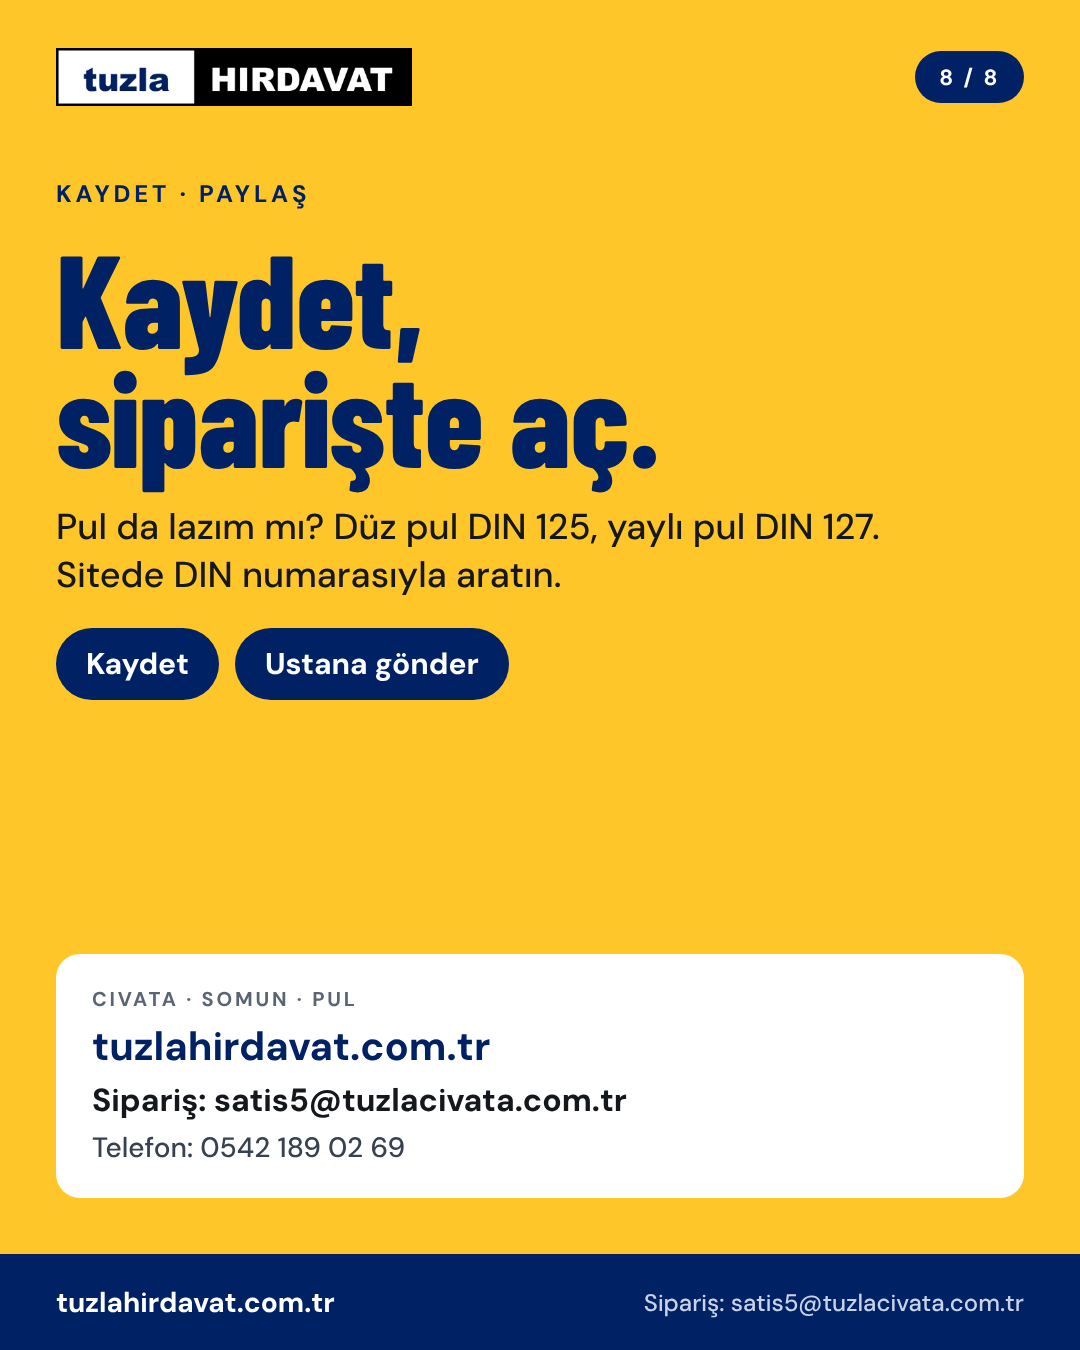 tuzla HIRDAVAT
8 / 8
KAYDET · PAYLAŞ
Kaydet,
siparişte aç.
Pul da lazım mı? Düz pul DIN 125, yaylı pul DIN 127.
Sitede DIN numarasıyla aratın.
Kaydet
Ustana gönder
CIVATA · SOMUN · PUL
tuzlahirdavat.com.tr
Sipariş: satis5@tuzlacivata.com.tr
Telefon: 0542 189 02 69
tuzlahirdavat.com.tr
Sipariş: satis5@tuzlacivata.com.tr